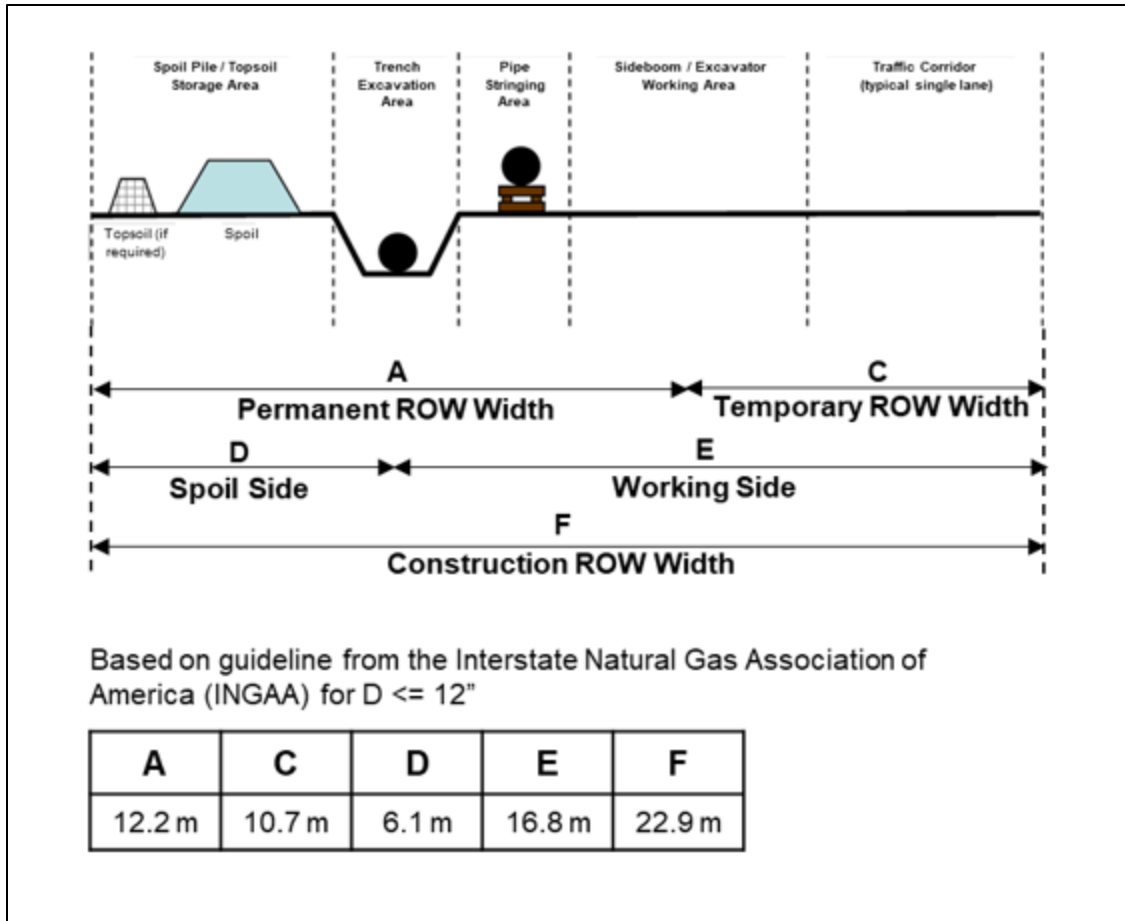 Spoil Pile / Topsoil
Storage Area
Trench
Excavation
Area
Pipe
Stringing
Area
Sideboom / Excavator
Working Area
Traffic Corridor
(typical single lane)
Topsoil (if
required)
Spoil
A
Permanent ROW Width
C
Temporary ROW Width
D
Spoil Side
E
Working Side
F
Construction ROW Width
Based on guideline from the Interstate Natural Gas Association of
America (INGAA) for D <= 12”
A C D E F
12.2 m 10.7 m 6.1 m 16.8 m 22.9 m